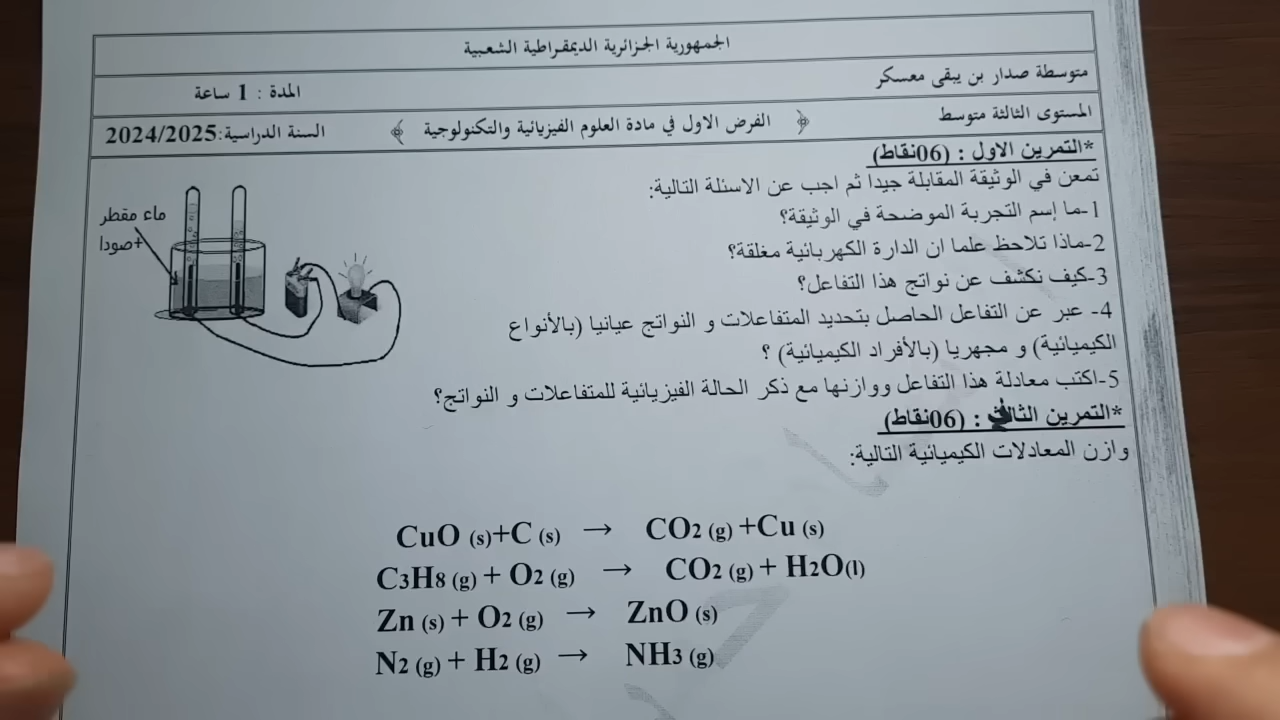 الجمهورية الجزائرية الديمقراطية الشعبية
متوسطة صدار بن يبقى معسكر
المدة : 1 ساعة
المستوى الثالثة متوسط
الفرض الاول في مادة العلوم الفيزيائية والتكنولوجية
السنة الدراسية:2024/2025
*التمرين الاول : (06نقاط)
تمعن في الوثيقة المقابلة جيدا ثم اجب عن الاسئلة التالية:
1-ما إسم التجربة الموضحة في الوثيقة؟
2-ماذا تلاحظ علما ان الدارة الكهربائية مغلقة؟
3-كيف نكشف عن نواتج هذا التفاعل؟
4- عبر عن التفاعل الحاصل بتحديد المتفاعلات و النواتج عيانيا (بالأنواع
الكيميائية) و مجهريا (بالأفراد الكيميائية) ؟
5-اكتب معادلة هذا التفاعل ووازنها مع ذكر الحالة الفيزيائية للمتفاعلات و النواتج؟
ماء مقطر
+صودا
*التمرين : (06نقاط)
وازن المعادلات الكيميائية التالية:
CuO (s)+C (s) → CO2 (g) +Cu (s)
C3H8 (g) + O2 (g) → CO2 (g) + H2O(l)
Zn (s) + O2 (g) → ZnO (s)
N2 (g) + H2 (g) → NH3 (g)